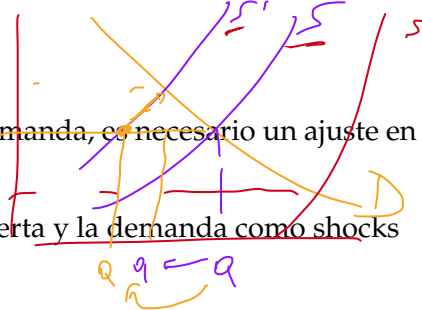 S' S S
manda, es necesario un ajuste en
D
erta y la demanda como shocks
Q q Q